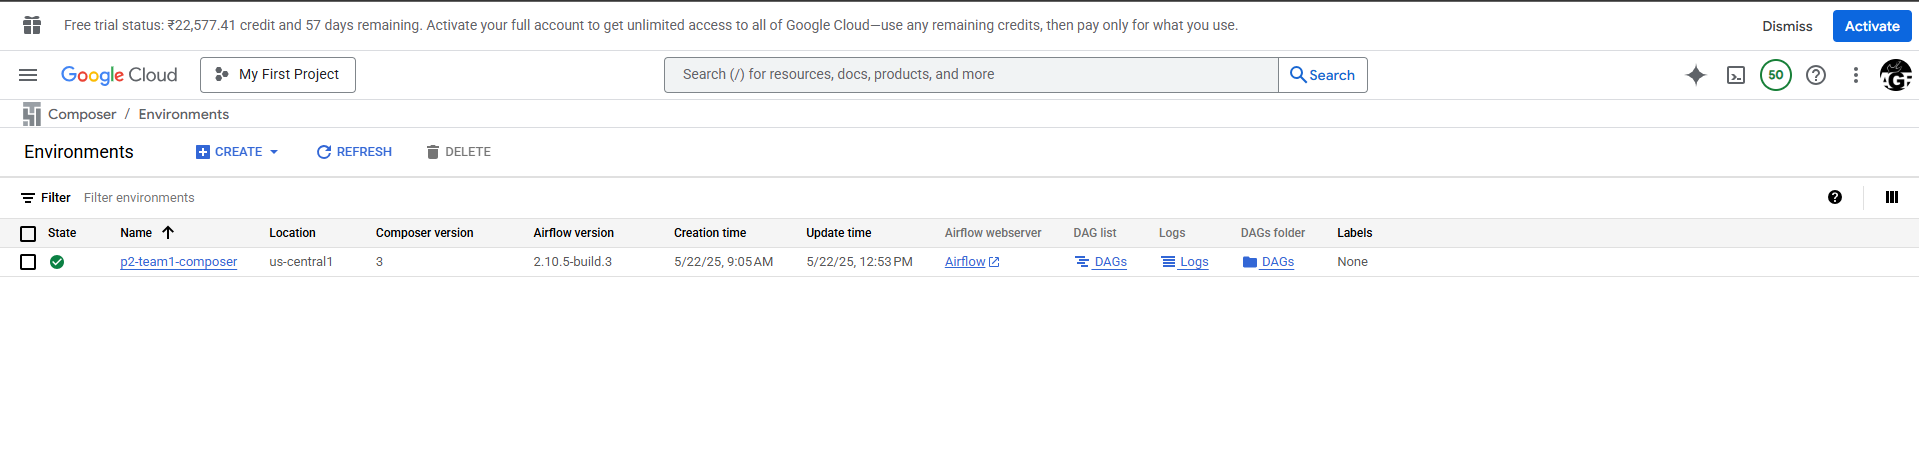 Free trial status: ₹22,577.41 credit and 57 days remaining. Activate your full account to get unlimited access to all of Google Cloud—use any remaining credits, then pay only for what you use.
Dismiss
Activate
Google Cloud
My First Project
Search (/) for resources, docs, products, and more
Search
50
Composer / Environments
Environments
CREATE
REFRESH
DELETE
Filter Filter environments
State Name Location Composer version Airflow version Creation time Update time Airflow webserver DAG list Logs DAGs folder Labels
p2-team1-composer us-central1 3 2.10.5-build.3 5/22/25, 9:05 AM 5/22/25, 12:53 PM Airflow DAGs Logs DAGs None